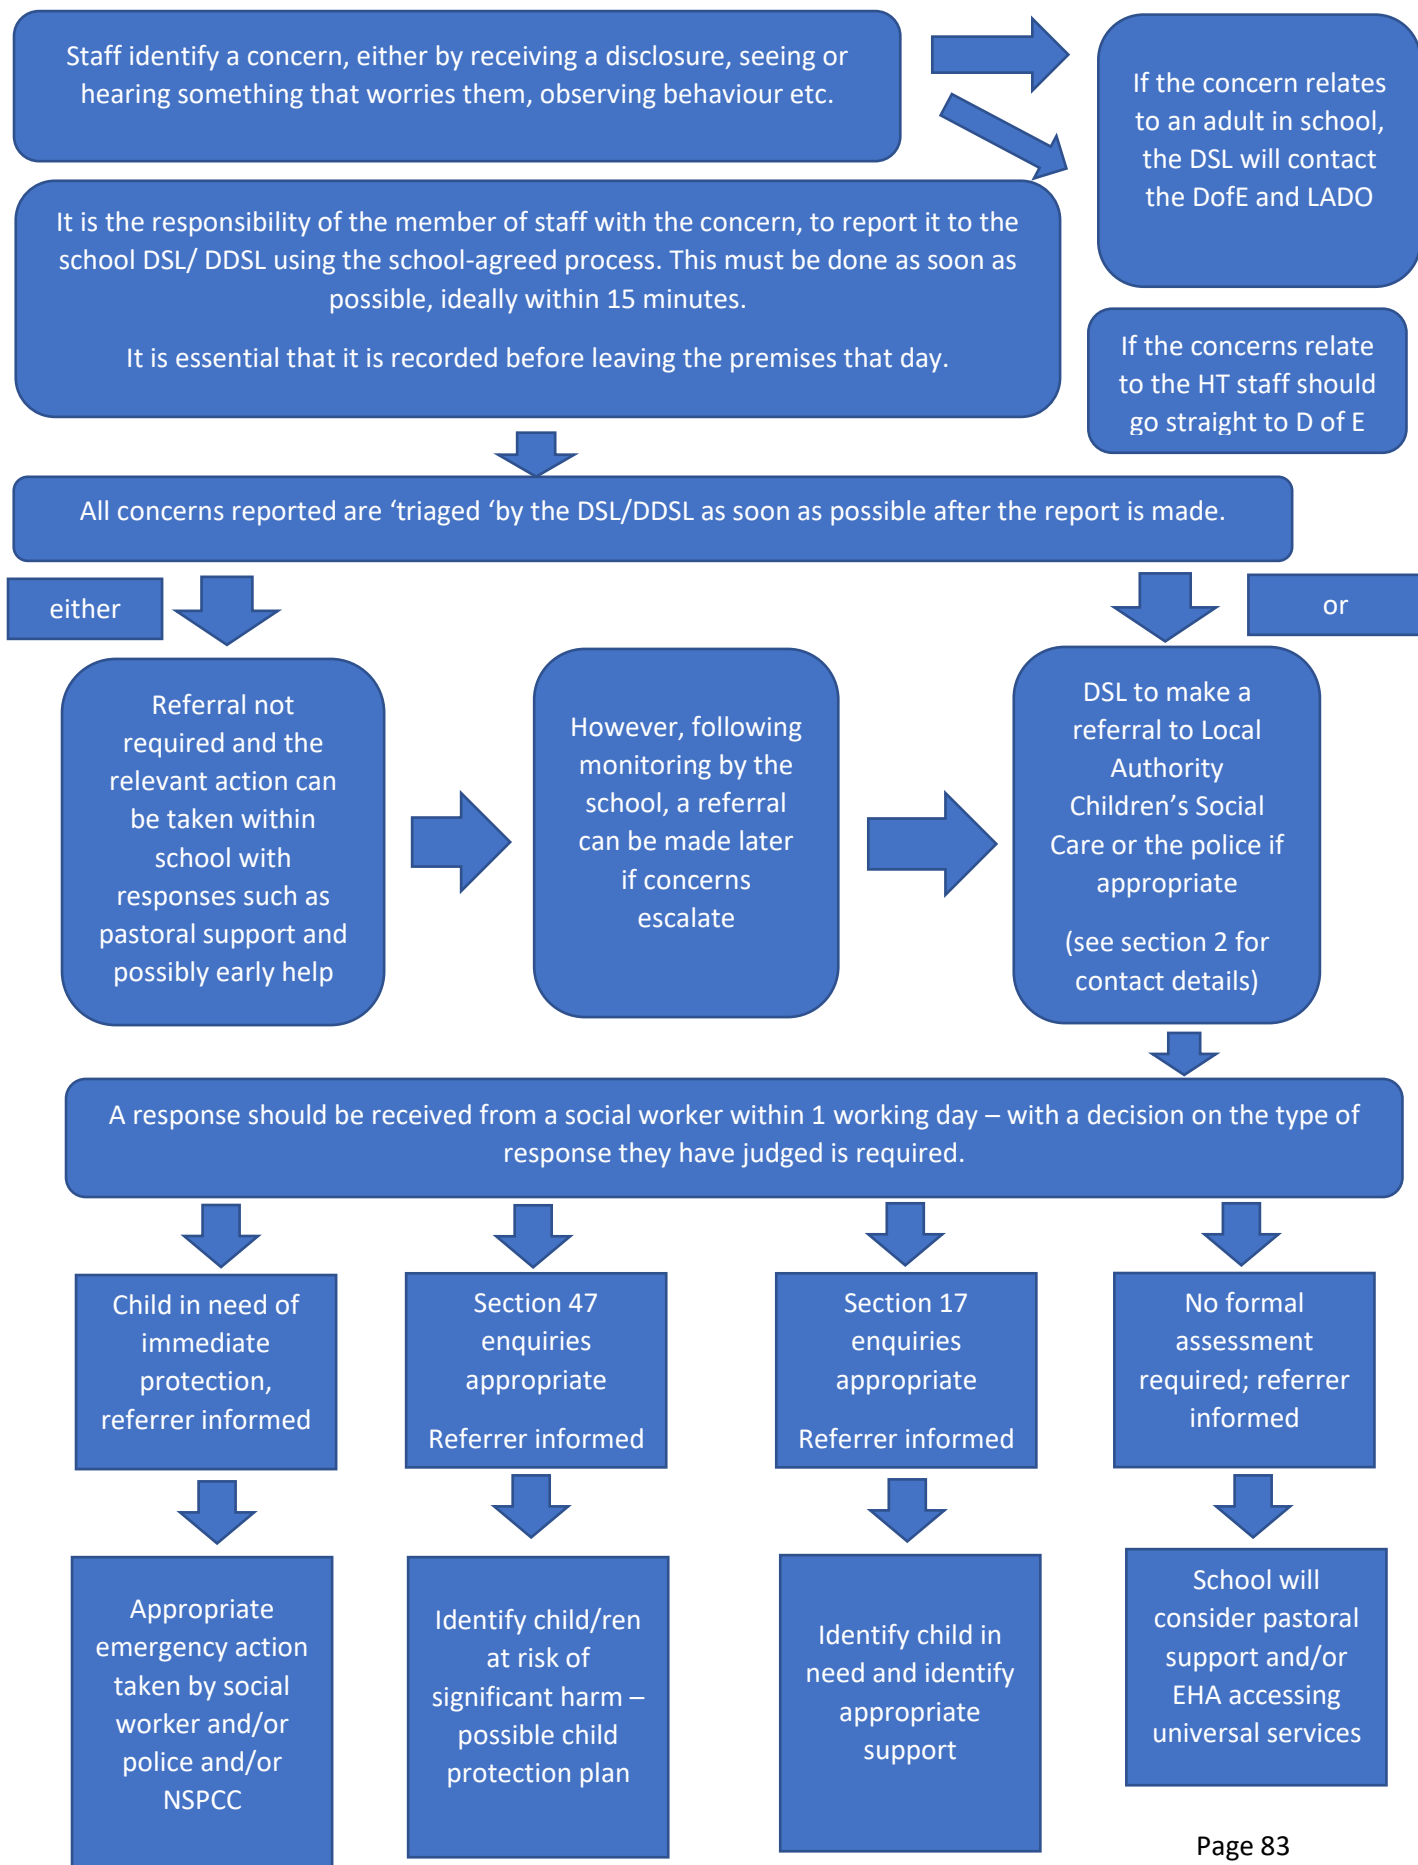 Staff identify a concern, either by receiving a disclosure, seeing or
hearing something that worries them, observing behaviour etc.
If the concern relates
to an adult in school,
the DSL will contact
the DofE and LADO
It is the responsibility of the member of staff with the concern, to report it to the
school DSL/ DDSL using the school-agreed process. This must be done as soon as
possible, ideally within 15 minutes.
It is essential that it is recorded before leaving the premises that day.
If the concerns relate
to the HT staff should
go straight to D of E
All concerns reported are ‘triaged ‘by the DSL/DDSL as soon as possible after the report is made.
either
or
Referral not
required and the
relevant action can
be taken within
school with
responses such as
pastoral support and
possibly early help
However, following
monitoring by the
school, a referral
can be made later
if concerns
escalate
DSL to make a
referral to Local
Authority
Children’s Social
Care or the police if
appropriate
(see section 2 for
contact details)
A response should be received from a social worker within 1 working day – with a decision on the type of
response they have judged is required.
Child in need of
immediate
protection,
referrer informed
Section 47
enquiries
appropriate
Referrer informed
Section 17
enquiries
appropriate
Referrer informed
No formal
assessment
required; referrer
informed
Appropriate
emergency action
taken by social
worker and/or
police and/or
NSPCC
Identify child/ren
at risk of
significant harm –
possible child
protection plan
Identify child in
need and identify
appropriate
support
School will
consider pastoral
support and/or
EHA accessing
universal services
Page 83